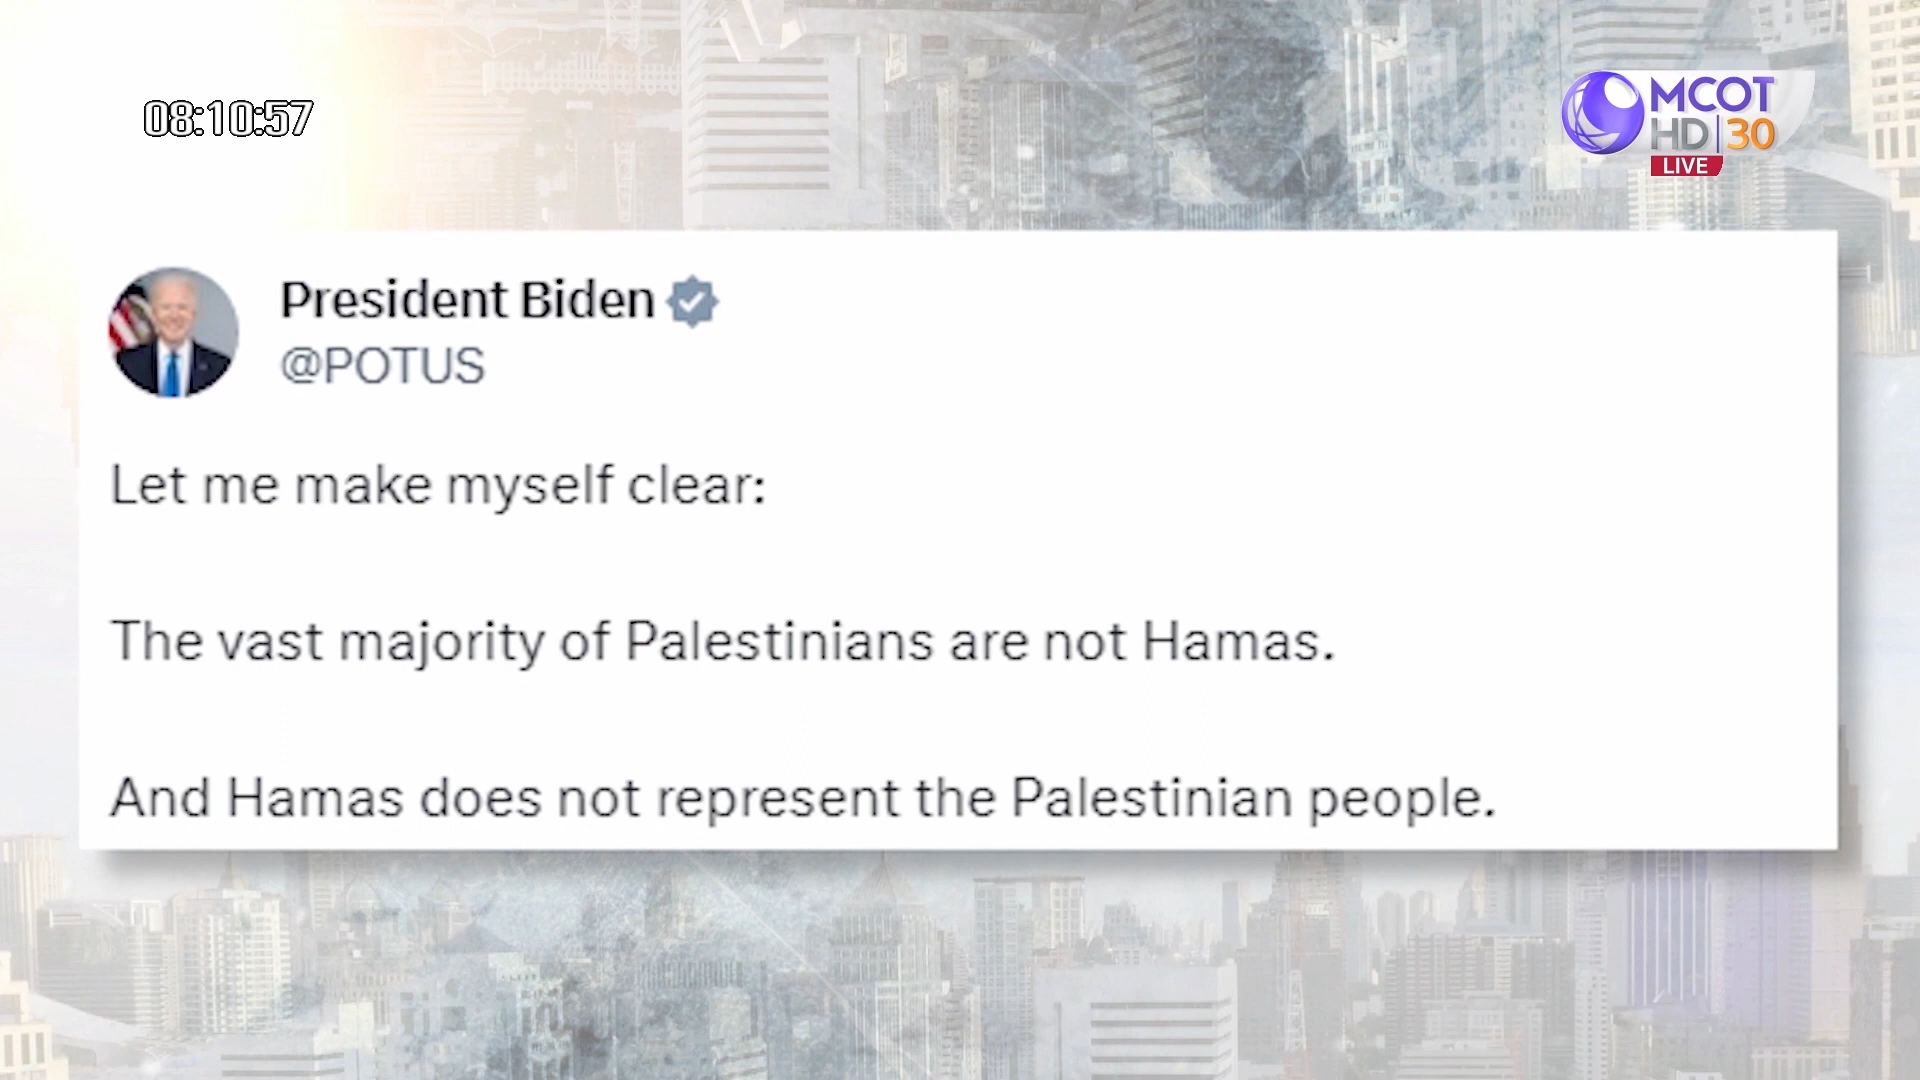 08:10:57
MCOT
HD|30
LIVE
President Biden
@POTUS
Let me make myself clear:
The vast majority of Palestinians are not Hamas.
And Hamas does not represent the Palestinian people.